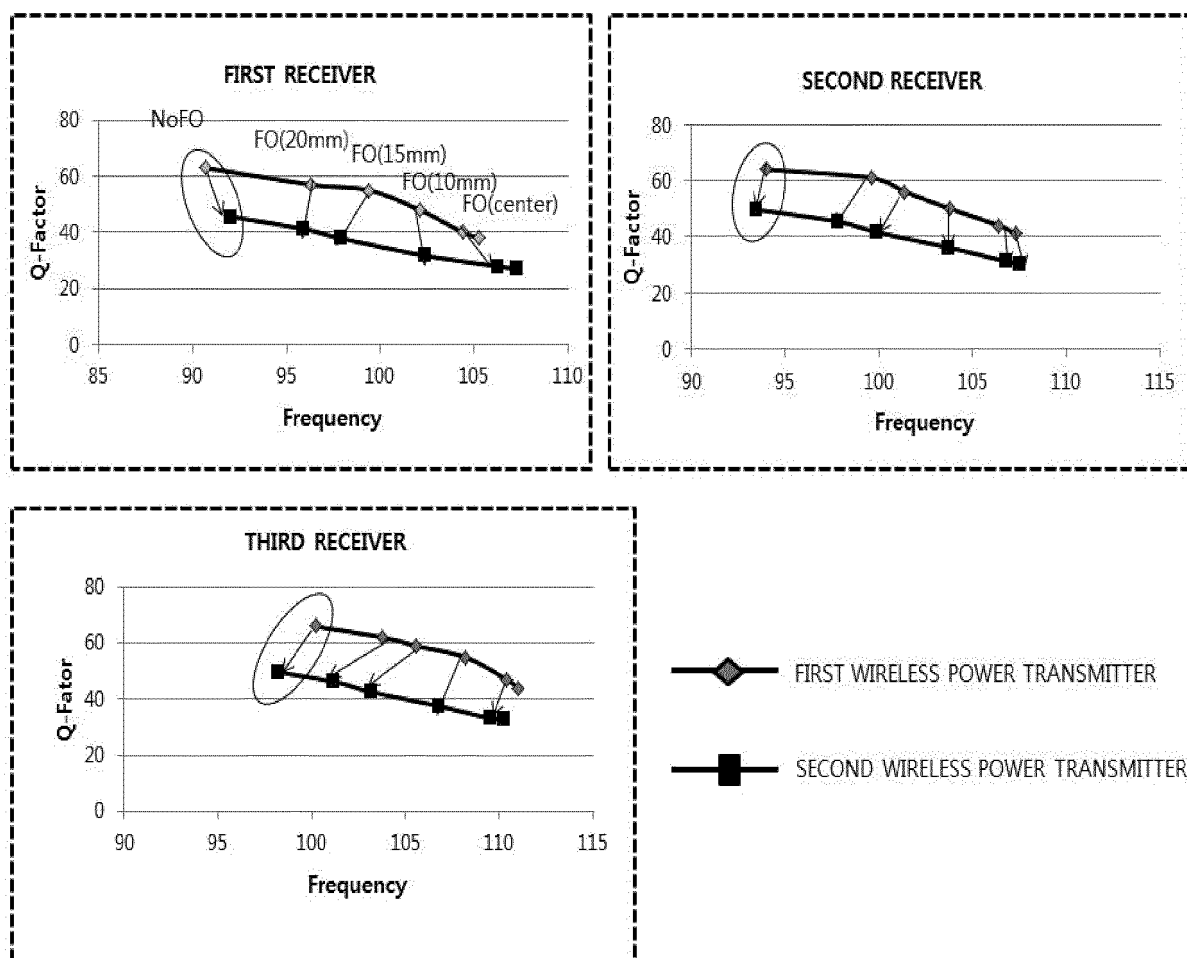 FIRST RECEIVER
NoFO
FO(20mm)
FO(15mm)
FO(10mm)
FO(center)
80
60
40
20
0
Q-Factor
85 90 95 100 105 110
Frequency
SECOND RECEIVER
80
60
40
20
0
Q-Factor
90 95 100 105 110 115
Frequency
THIRD RECEIVER
80
60
40
20
0
Q-Fator
90 95 100 105 110 115
Frequency
FIRST WIRELESS POWER TRANSMITTER
SECOND WIRELESS POWER TRANSMITTER